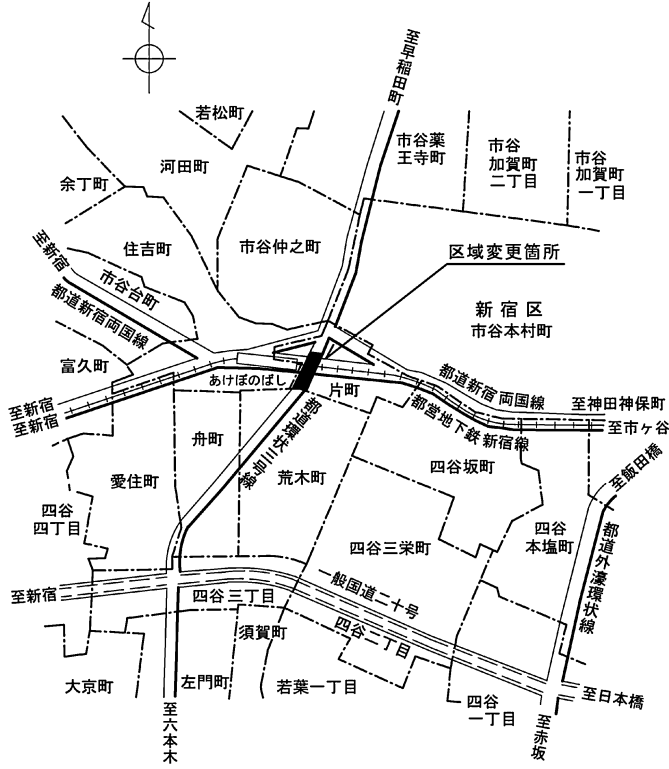 至早稲田町
若松町
市谷薬
王寺町
市谷
加賀町
二丁目
市谷
加賀町
一丁目
河田町
余丁町
住吉町
市谷仲之町
至新宿
市谷台町
都道新宿両国線
区域変更箇所
新宿区
市谷本村町
富久町
あけぼのばし
片町
都道新宿両国線
至神田神保町
至新宿
至新宿
都道環状三号線
都営地下鉄新宿線
至市ヶ谷
舟町
愛住町
荒木町
四谷坂町
至飯田橋
四谷
四丁目
四谷
本塩町
四谷三栄町
都道外濠環状線
至新宿
四谷三丁目
一般国道二十号
須賀町
四谷二丁目
大京町
左門町
若葉一丁目
四谷
一丁目
至日本橋
至六本木
至赤坂